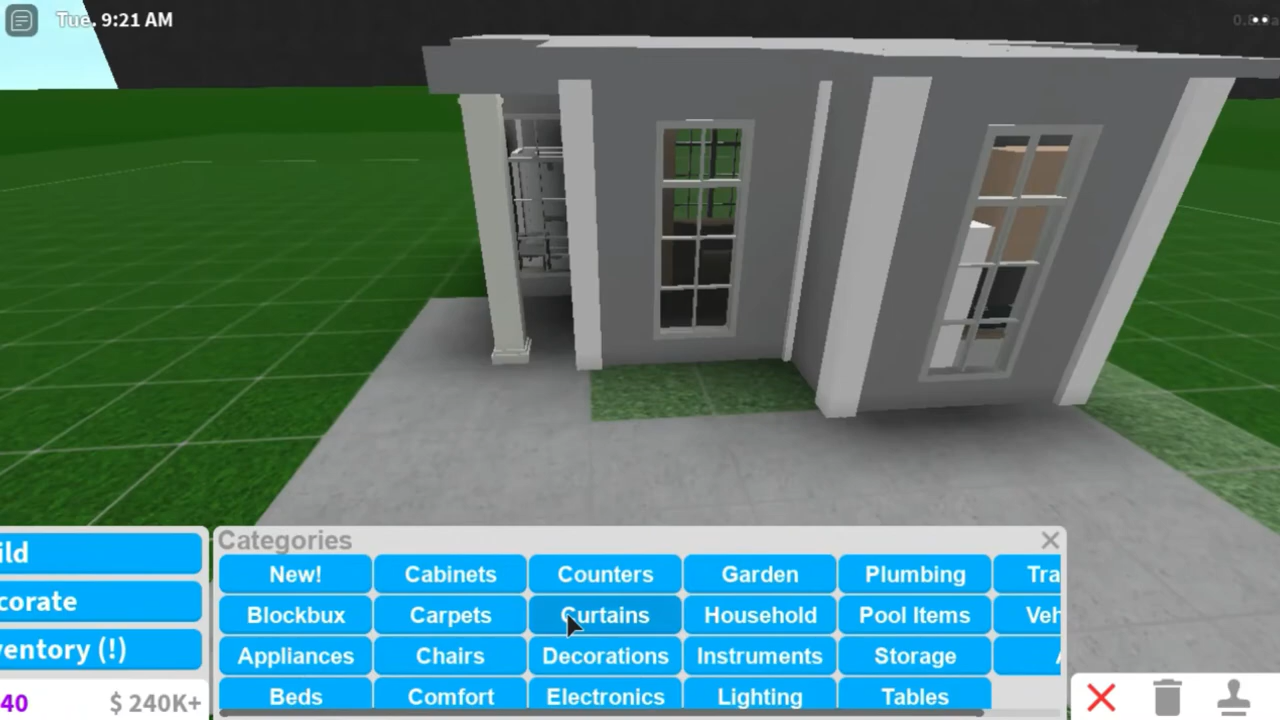 Tue. 9:21 AM
Categories
New! Cabinets Counters Garden Plumbing Tra
Blockbux Carpets Curtains Household Pool Items Veh
Appliances Chairs Decorations Instruments Storage
Beds Comfort Electronics Lighting Tables
ild
corate
ventory (!)
40 $ 240K+